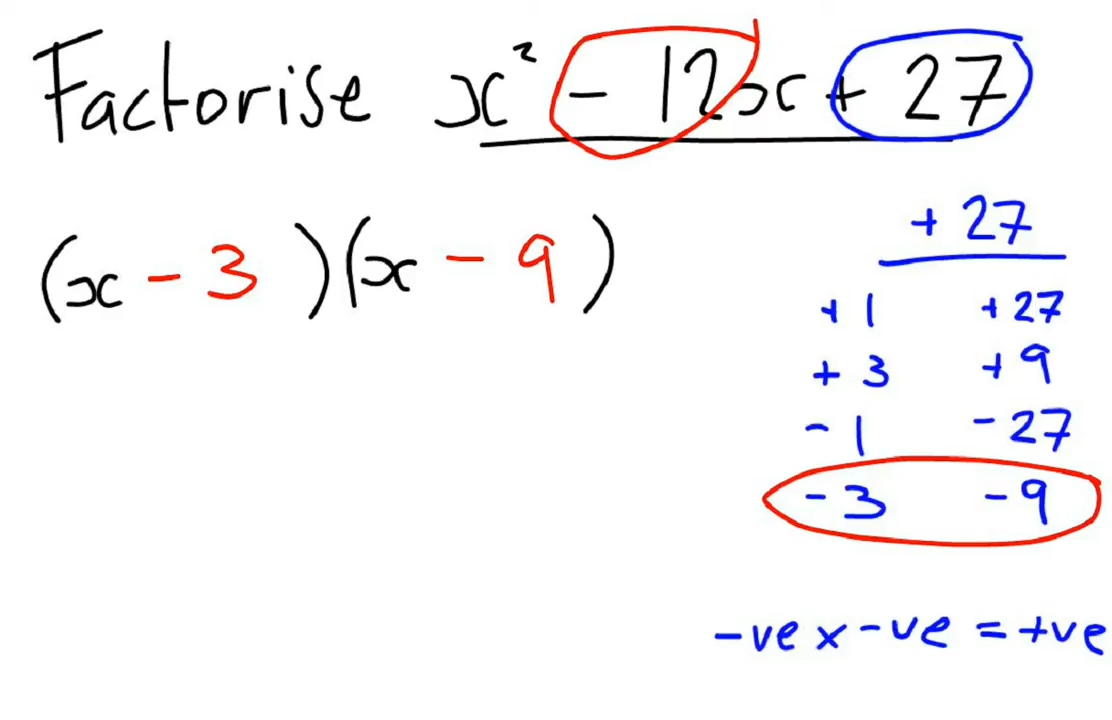 Factorise x² - 12x + 27
(x - 3 )(x - 9 )
+ 27
+ 1 + 27
+ 3 + 9
- 1 - 27
- 3 - 9
-ve x -ve = +ve